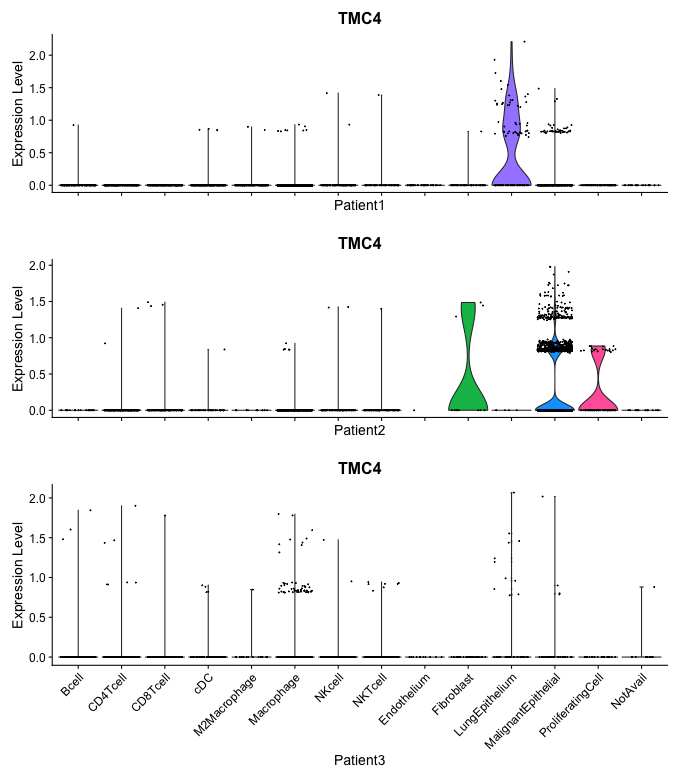 TMC4
Expression Level
2.0
1.5
1.0
0.5
0.0
Patient1
TMC4
Expression Level
2.0
1.5
1.0
0.5
0.0
Patient2
TMC4
Expression Level
2.0
1.5
1.0
0.5
0.0
Bcell
CD4Tcell
CD8Tcell
cDC
M2Macrophage
Macrophage
NKcell
NKTcell
Endothelium
Fibroblast
LungEpithelium
MalignantEpithelial
ProliferatingCell
NotAvail
Patient3